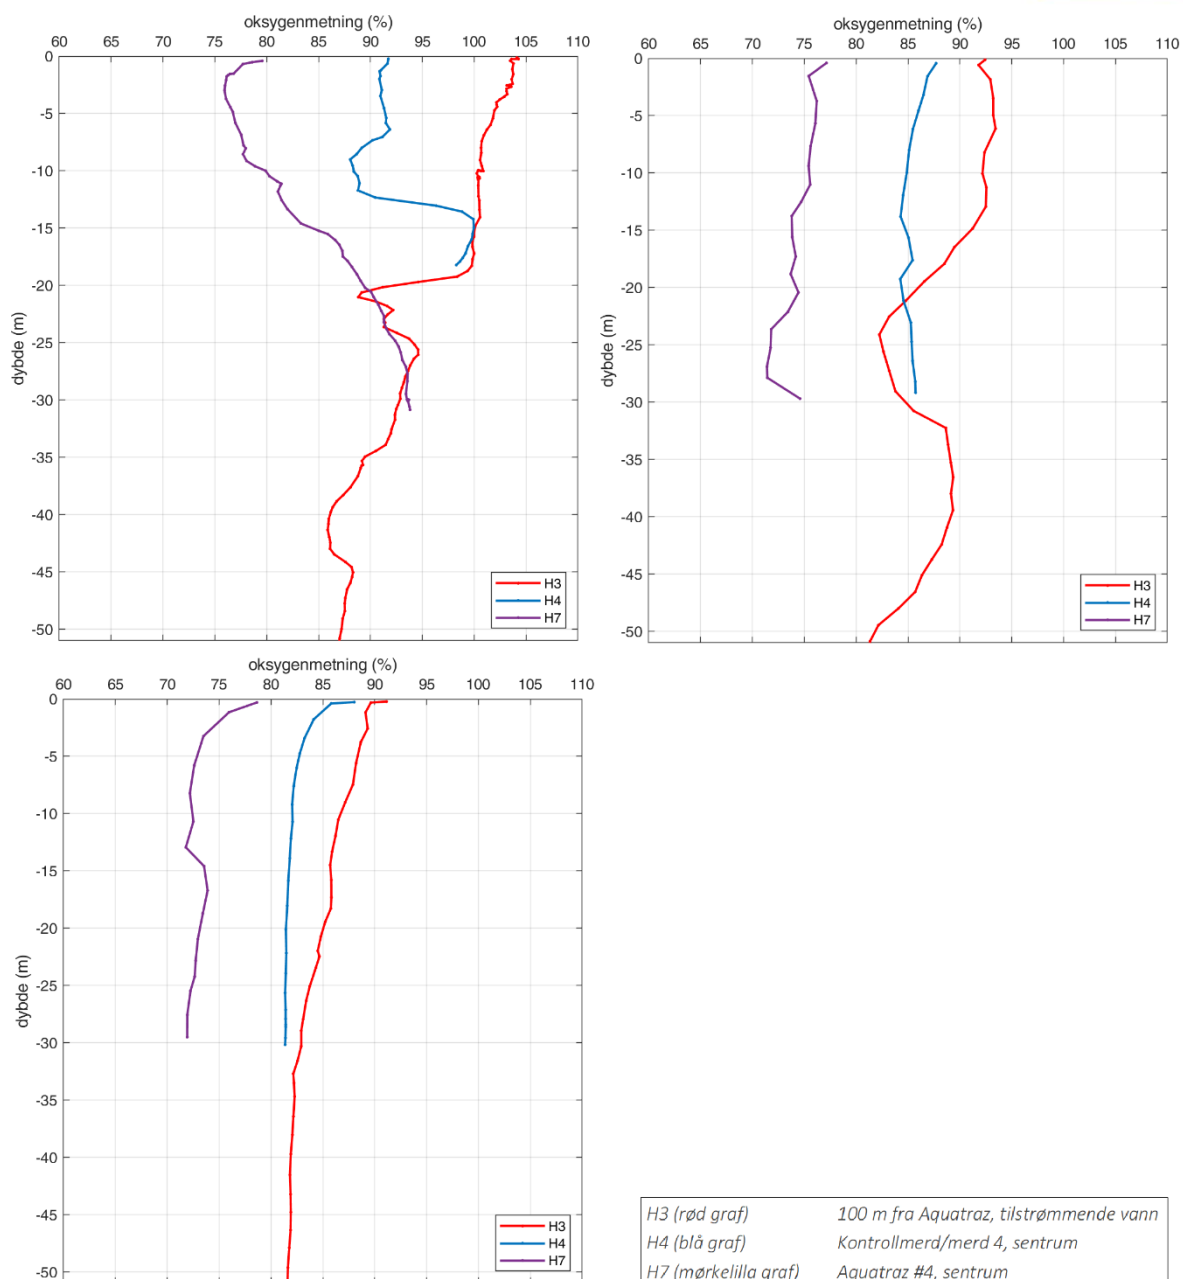 oksygenmetning (%)
60 65 70 75 80 85 90 95 100 105 110
0
-5
-10
-15
-20
-25
-30
-35
-40
-45
-50
dybde (m)
H3
H4
H7
oksygenmetning (%)
60 65 70 75 80 85 90 95 100 105 110
0
-5
-10
-15
-20
-25
-30
-35
-40
-45
-50
dybde (m)
H3
H4
H7
oksygenmetning (%)
60 65 70 75 80 85 90 95 100 105 110
0
-5
-10
-15
-20
-25
-30
-35
-40
-45
-50
dybde (m)
H3
H4
H7
H3 (rød graf) 100 m fra Aquatraz, tilstrømmende vann
H4 (blå graf) Kontrollmerd/merd 4, sentrum
H7 (mørkelilla graf) Aquatraz #4, sentrum